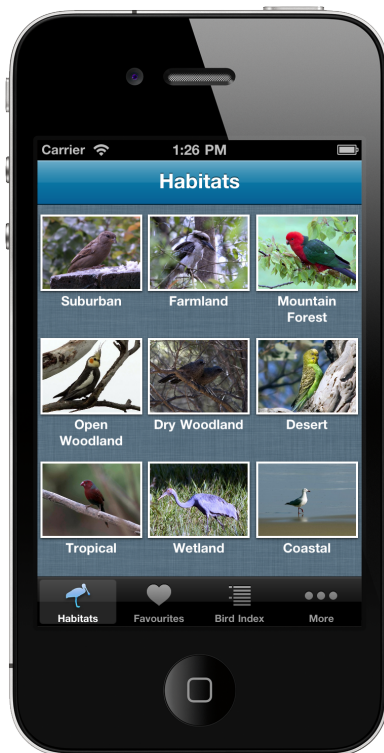 Carrier 1:26 PM
Habitats
Suburban Farmland Mountain
Forest
Open
Woodland Dry Woodland Desert
Tropical Wetland Coastal
Habitats Favourites Bird Index More